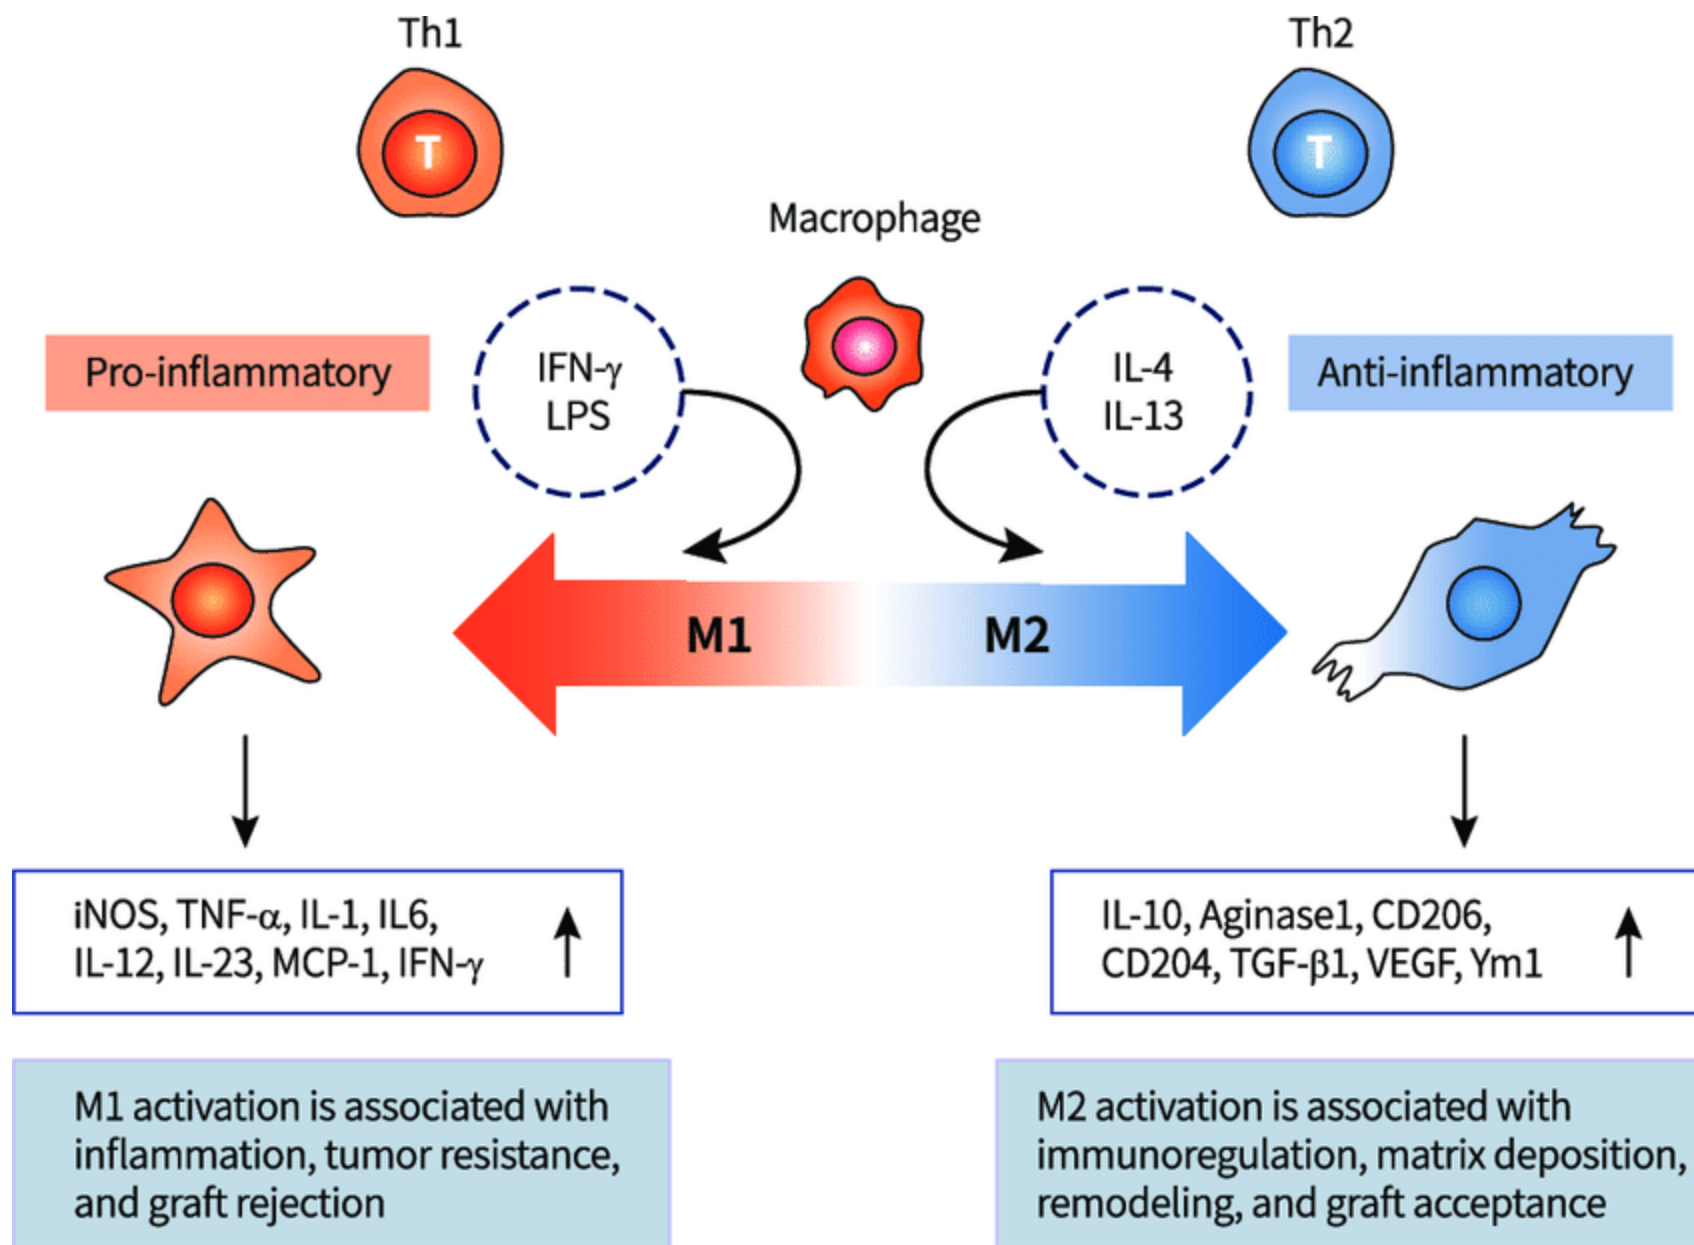 Th1
Th2
T
T
Macrophage
Pro-inflammatory
IFN-γ
LPS
IL-4
IL-13
Anti-inflammatory
M1
M2
iNOS, TNF-α, IL-1, IL6,
IL-12, IL-23, MCP-1, IFN-γ
IL-10, Aginase1, CD206,
CD204, TGF-β1, VEGF, Ym1
M1 activation is associated with
inflammation, tumor resistance,
and graft rejection
M2 activation is associated with
immunoregulation, matrix deposition,
remodeling, and graft acceptance